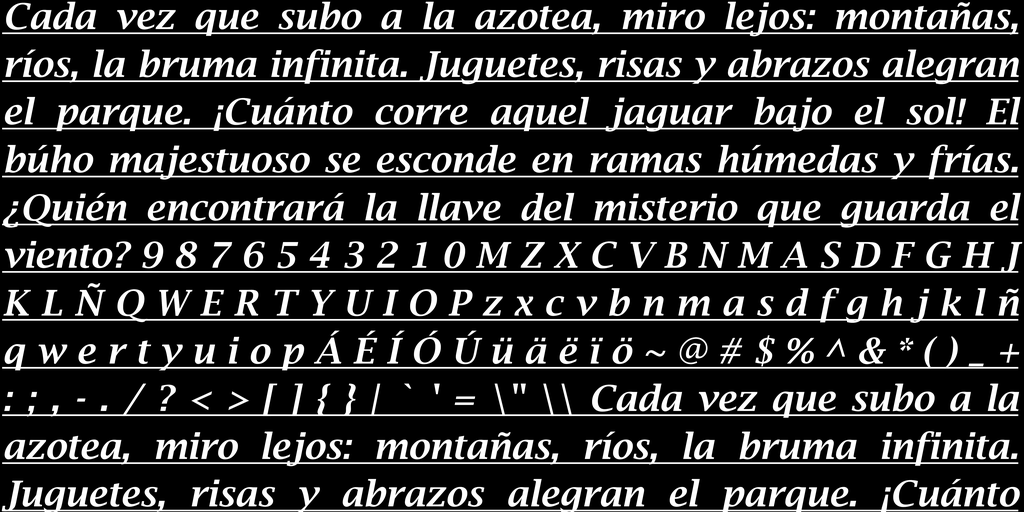 Cada vez que subo a la azotea, miro lejos: montañas,
ríos, la bruma infinita. Juguetes, risas y abrazos alegran
el parque. ¡Cuánto corre aquel jaguar bajo el sol! El
búho majestuoso se esconde en ramas húmedas y frías.
¿Quién encontrará la llave del misterio que guarda el
viento? 9 8 7 6 5 4 3 2 1 0 M Z X C V B N M A S D F G H J
K L Ñ Q W E R T Y U I O P z x c v b n m a s d f g h j k l ñ
q w e r t y u i o p Á É Í Ó Ú ü ä ë ï ö ~ @ # $ % ^ & * ( ) _ +
: ; , - . / ? < > [ ] { } | ` ' = \" \\ Cada vez que subo a la
azotea, miro lejos: montañas, ríos, la bruma infinita.
Juguetes, risas y abrazos alegran el parque. ¡Cuánto